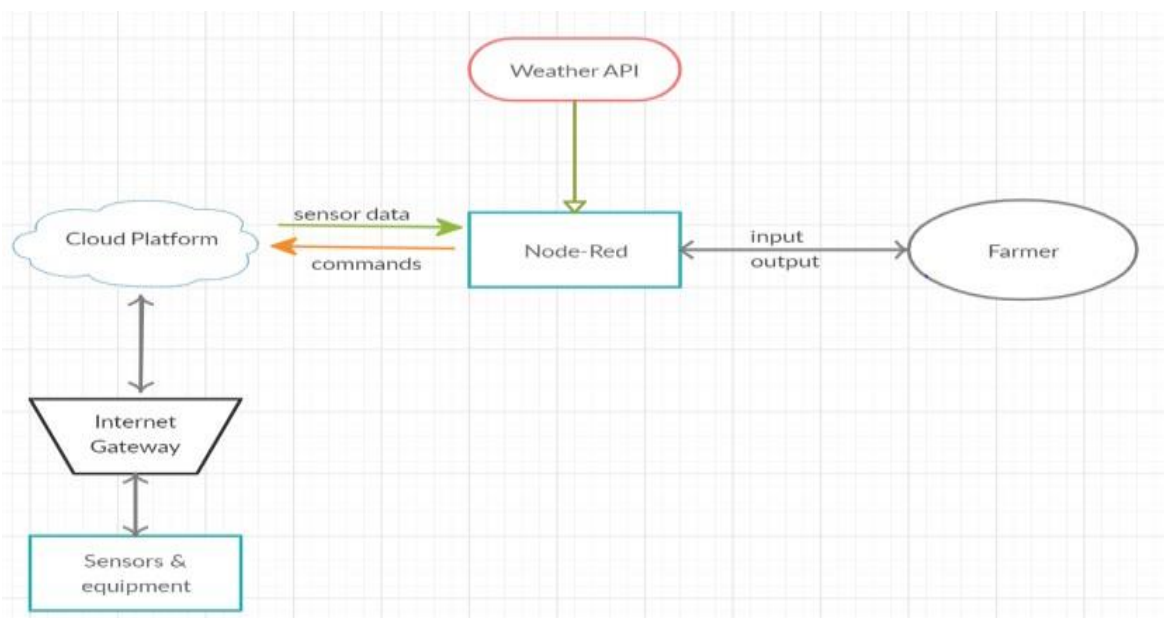 Weather API
sensor data
Cloud Platform
commands
Node-Red
input
output
Farmer
Internet
Gateway
Sensors &
equipment